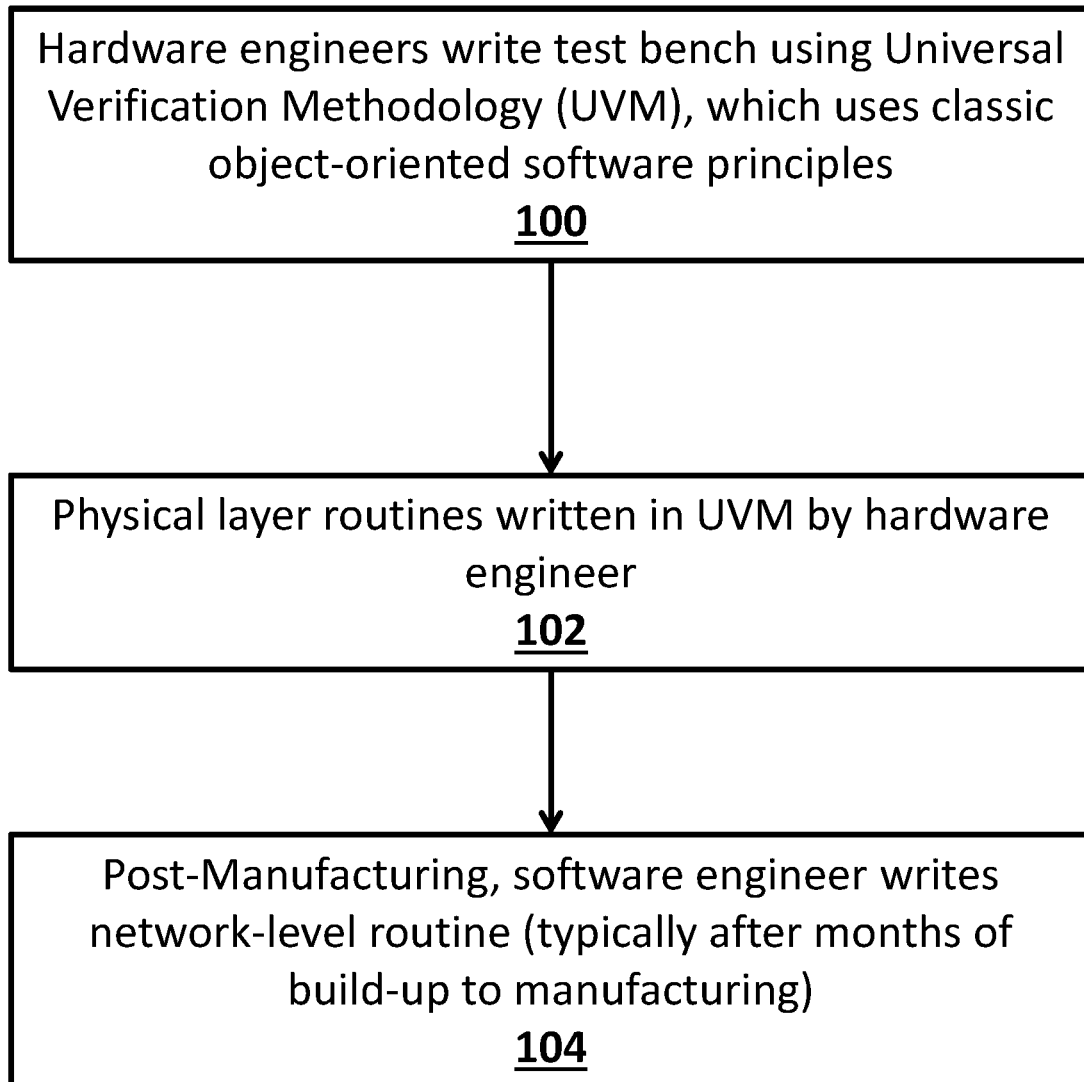 Hardware engineers write test bench using Universal
Verification Methodology (UVM), which uses classic
object-oriented software principles
100
Physical layer routines written in UVM by hardware
engineer
102
Post-Manufacturing, software engineer writes
network-level routine (typically after months of
build-up to manufacturing)
104